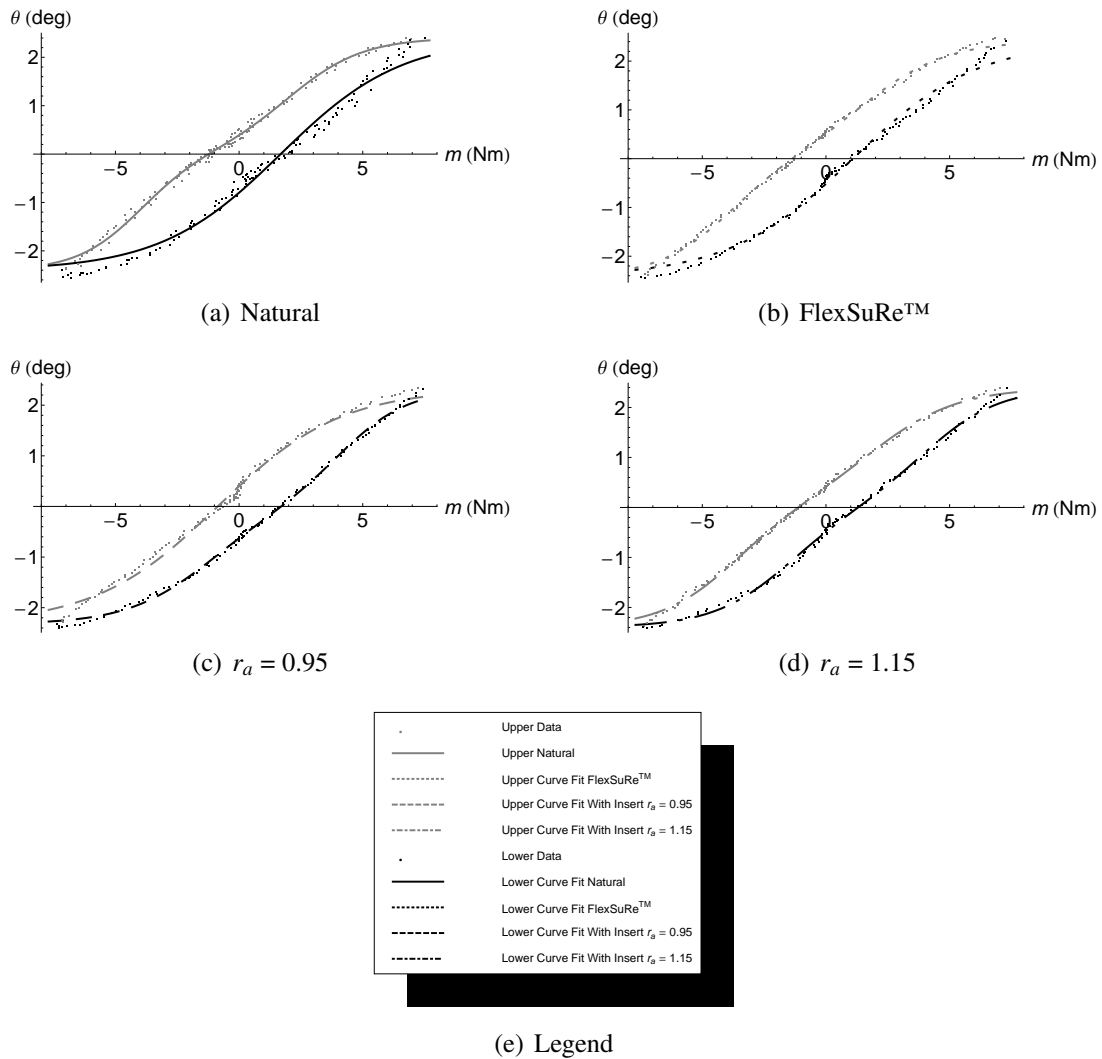 θ (deg)
2
1
−5
0
5
m (Nm)
−1
−2
(a) Natural
θ (deg)
2
1
−5
0
5
m (Nm)
−1
−2
(b) FlexSuRe™
θ (deg)
2
1
−5
0
5
m (Nm)
−1
−2
(c) r_a = 0.95
θ (deg)
2
1
−5
0
5
m (Nm)
−1
−2
(d) r_a = 1.15
Upper Data
Upper Natural
Upper Curve Fit FlexSuRe™
Upper Curve Fit With Insert r_a = 0.95
Upper Curve Fit With Insert r_a = 1.15
Lower Data
Lower Curve Fit Natural
Lower Curve Fit FlexSuRe™
Lower Curve Fit With Insert r_a = 0.95
Lower Curve Fit With Insert r_a = 1.15
(e) Legend